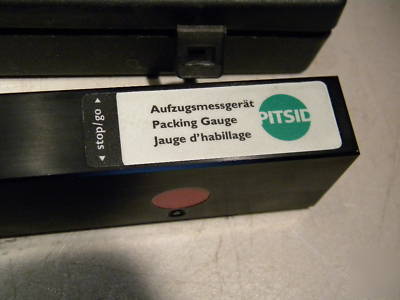 ◂ stop/go ▸
Aufzugsmessgerät
Packing Gauge
Jauge d'habillage
PITSID